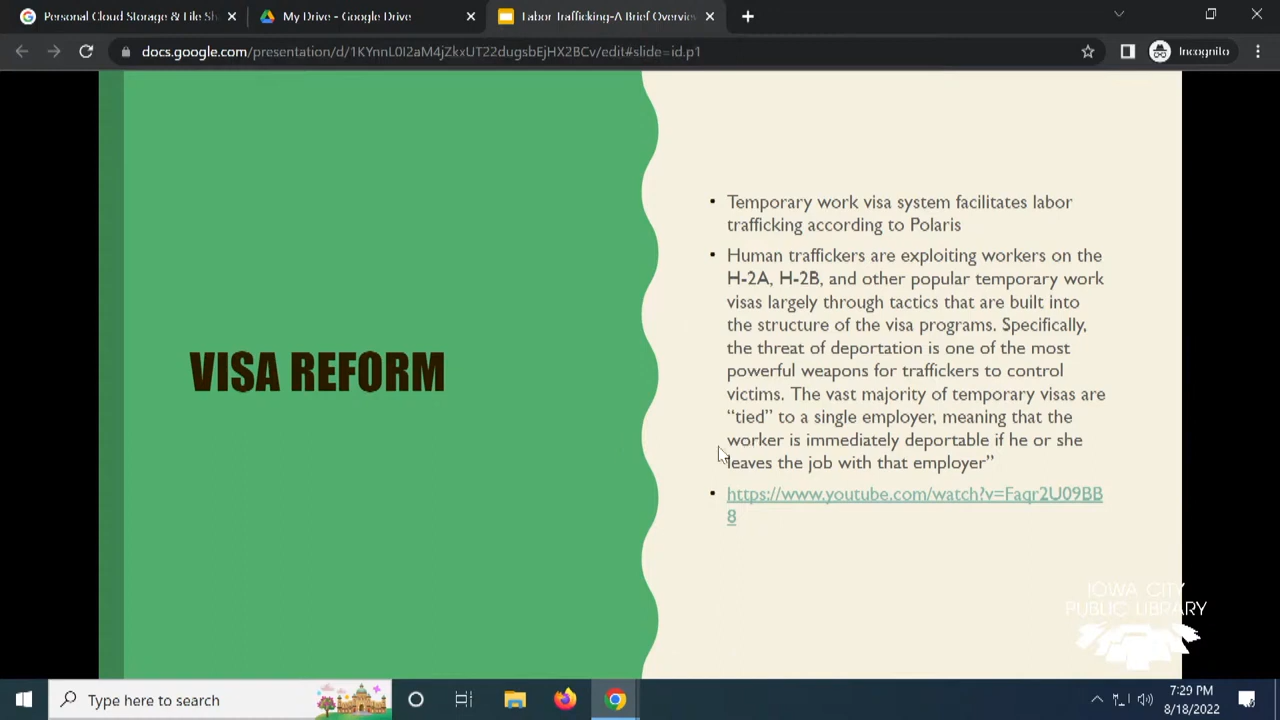 Personal Cloud Storage & File Sha
My Drive - Google Drive
Labor Trafficking-A Brief Overview
docs.google.com/presentation/d/1KYnnL0I2aM4jZkxUT22dugsbEjHX2BCv/edit#slide=id.p1
Incognito
VISA REFORM
• Temporary work visa system facilitates labor
trafficking according to Polaris
• Human traffickers are exploiting workers on the
H-2A, H-2B, and other popular temporary work
visas largely through tactics that are built into
the structure of the visa programs. Specifically,
the threat of deportation is one of the most
powerful weapons for traffickers to control
victims. The vast majority of temporary visas are
“tied” to a single employer, meaning that the
worker is immediately deportable if he or she
leaves the job with that employer”
• https://www.youtube.com/watch?v=Faqr2U09BB
8
IOWA CITY
PUBLIC LIBRARY
Type here to search
7:29 PM
8/18/2022